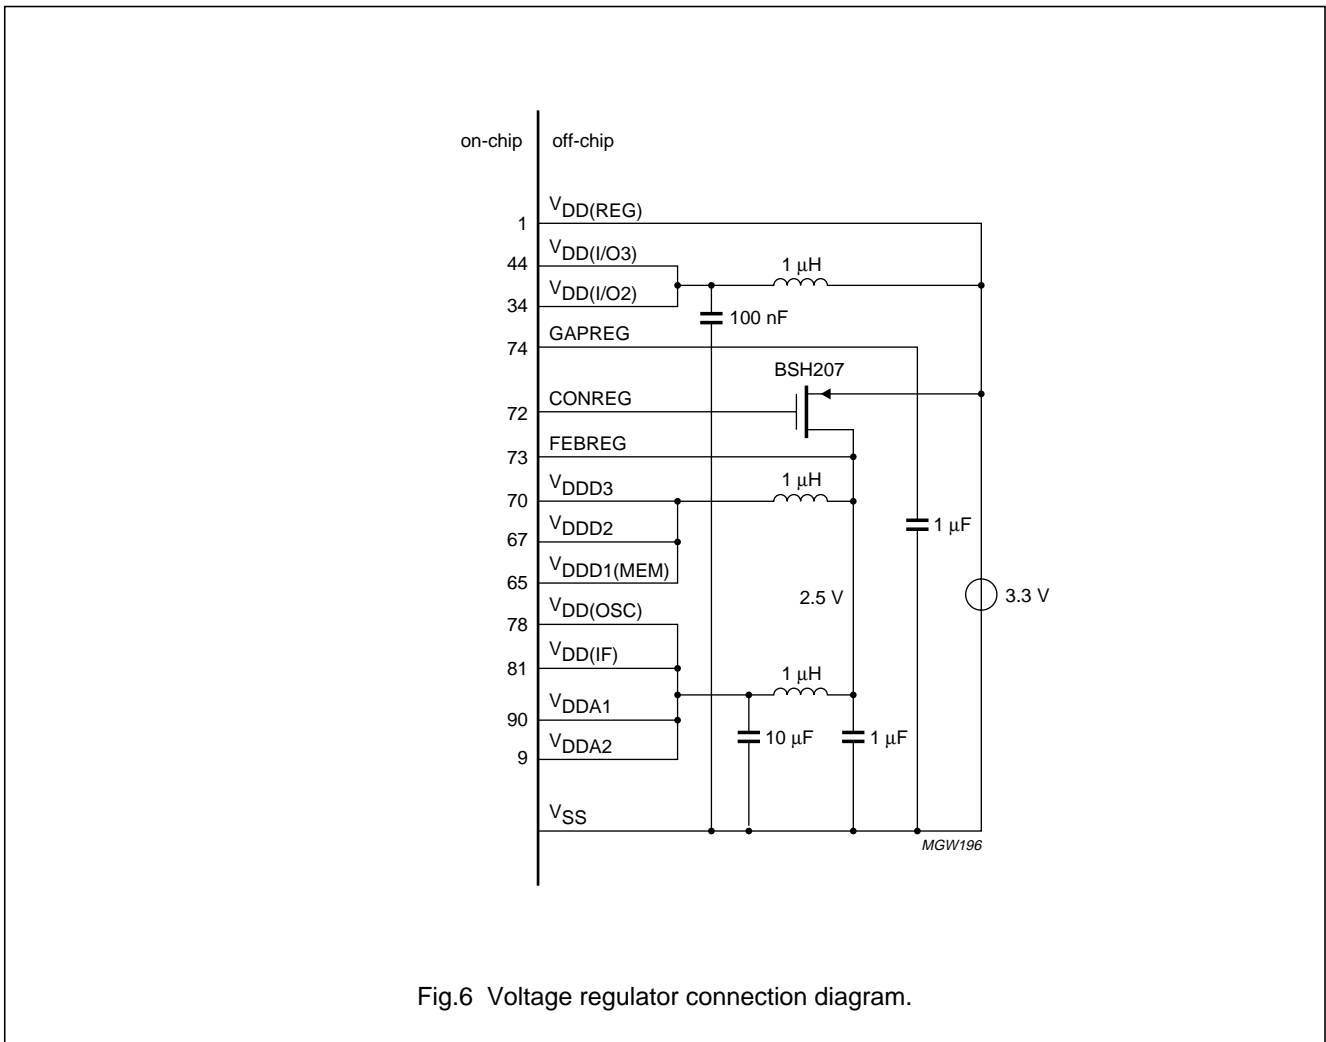 on-chip off-chip
1 VDD(REG)
44 VDD(I/O3)
1 μH
34 VDD(I/O2)
100 nF
74 GAPREG
BSH207
72 CONREG
73 FEBREG
70 VDDD3
1 μH
67 VDDD2
1 μF
65 VDDD1(MEM)
2.5 V
3.3 V
78 VDD(OSC)
81 VDD(IF)
1 μH
90 VDDA1
10 μF
1 μF
9 VDDA2
VSS
MGW196
Fig.6 Voltage regulator connection diagram.